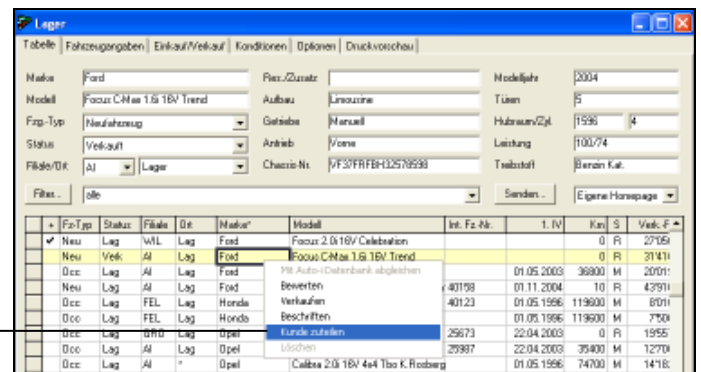 Lager
Tabelle Fahrzeugangaben Einkauf/Verkauf Konditionen Optionen Druckvorschau
Marke Ford Bez./Zusatz Modelljahr 2004
Modell Focus C-Max 1.6i 16V Trend Aufbau Limousine Türen 5
Fzg.-Typ Neufahrzeug Getriebe Manuell Hubraum/Zyl. 1596 4
Status Verkauft Antrieb Vorne Leistung 100/74
Filiale/Ort Al Lager Chassis-Nr. Treibstoff Benzin Kat.
Filter... alle Senden... Eigene Homepage
+ Fz-Typ Status Filiale Ort Marke* Modell Int. Fz.-Nr. 1. IV Km S Verk.-F
Neu Lag WIL Lag Ford Focus 2.0i 16V Celebration 0 R
Neu Verk Al Lag Ford Focus C-Max 1.6i 16V Trend 0 R
Occ Lag Al Lag Ford Mit Auto-i Datenbank abgleichen 01.05.2003 36800 M
Neu Lag Al Lag Ford Bewerten 40159 01.11.2004 10 R
Occ Lag FEL Lag Honda Verkaufen 40123 01.05.1996 119600 M
Occ Lag FEL Lag Honda Beschriften 01.05.1996 119600 M
Occ Lag Lag Opel Kunde zuteilen 25673 22.04.2003 0 R
Occ Lag Al Lag Opel Löschen 25987 22.04.2003 35400 M
Occ Lag Al * Opel Calibra 2.0i 16V 4x4 Tbo K.Rosberg 01.05.1996 74700 M